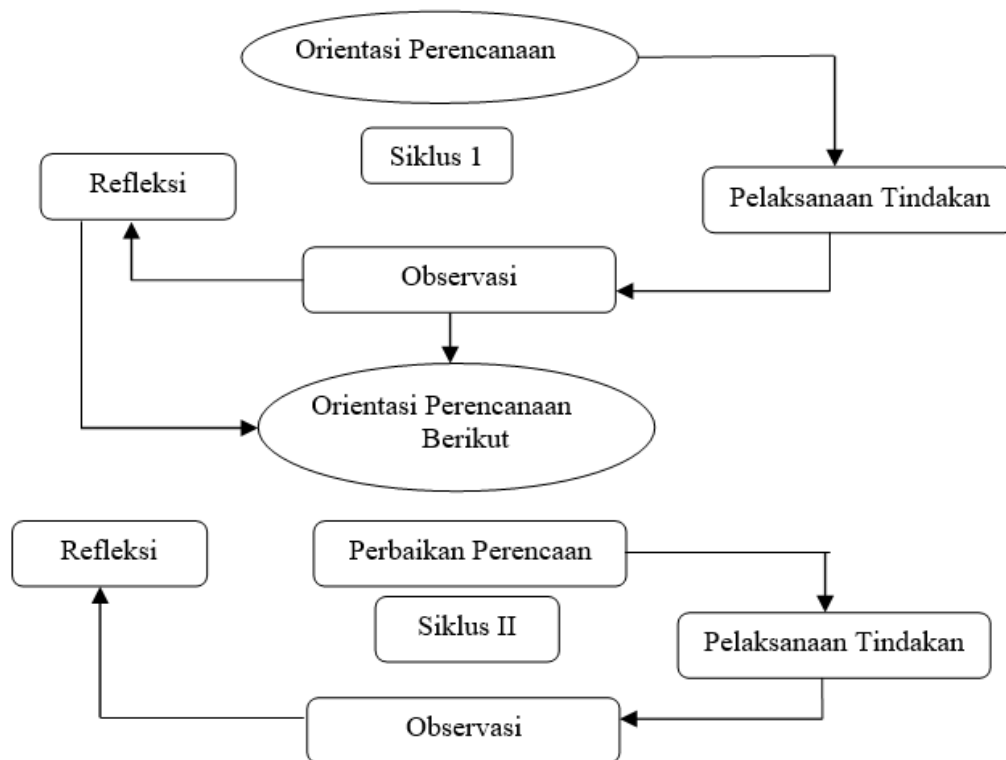 Orientasi Perencanaan
Siklus 1
Refleksi
Pelaksanaan Tindakan
Observasi
Orientasi Perencanaan
Berikut
Refleksi
Perbaikan Perencaan
Siklus II
Pelaksanaan Tindakan
Observasi